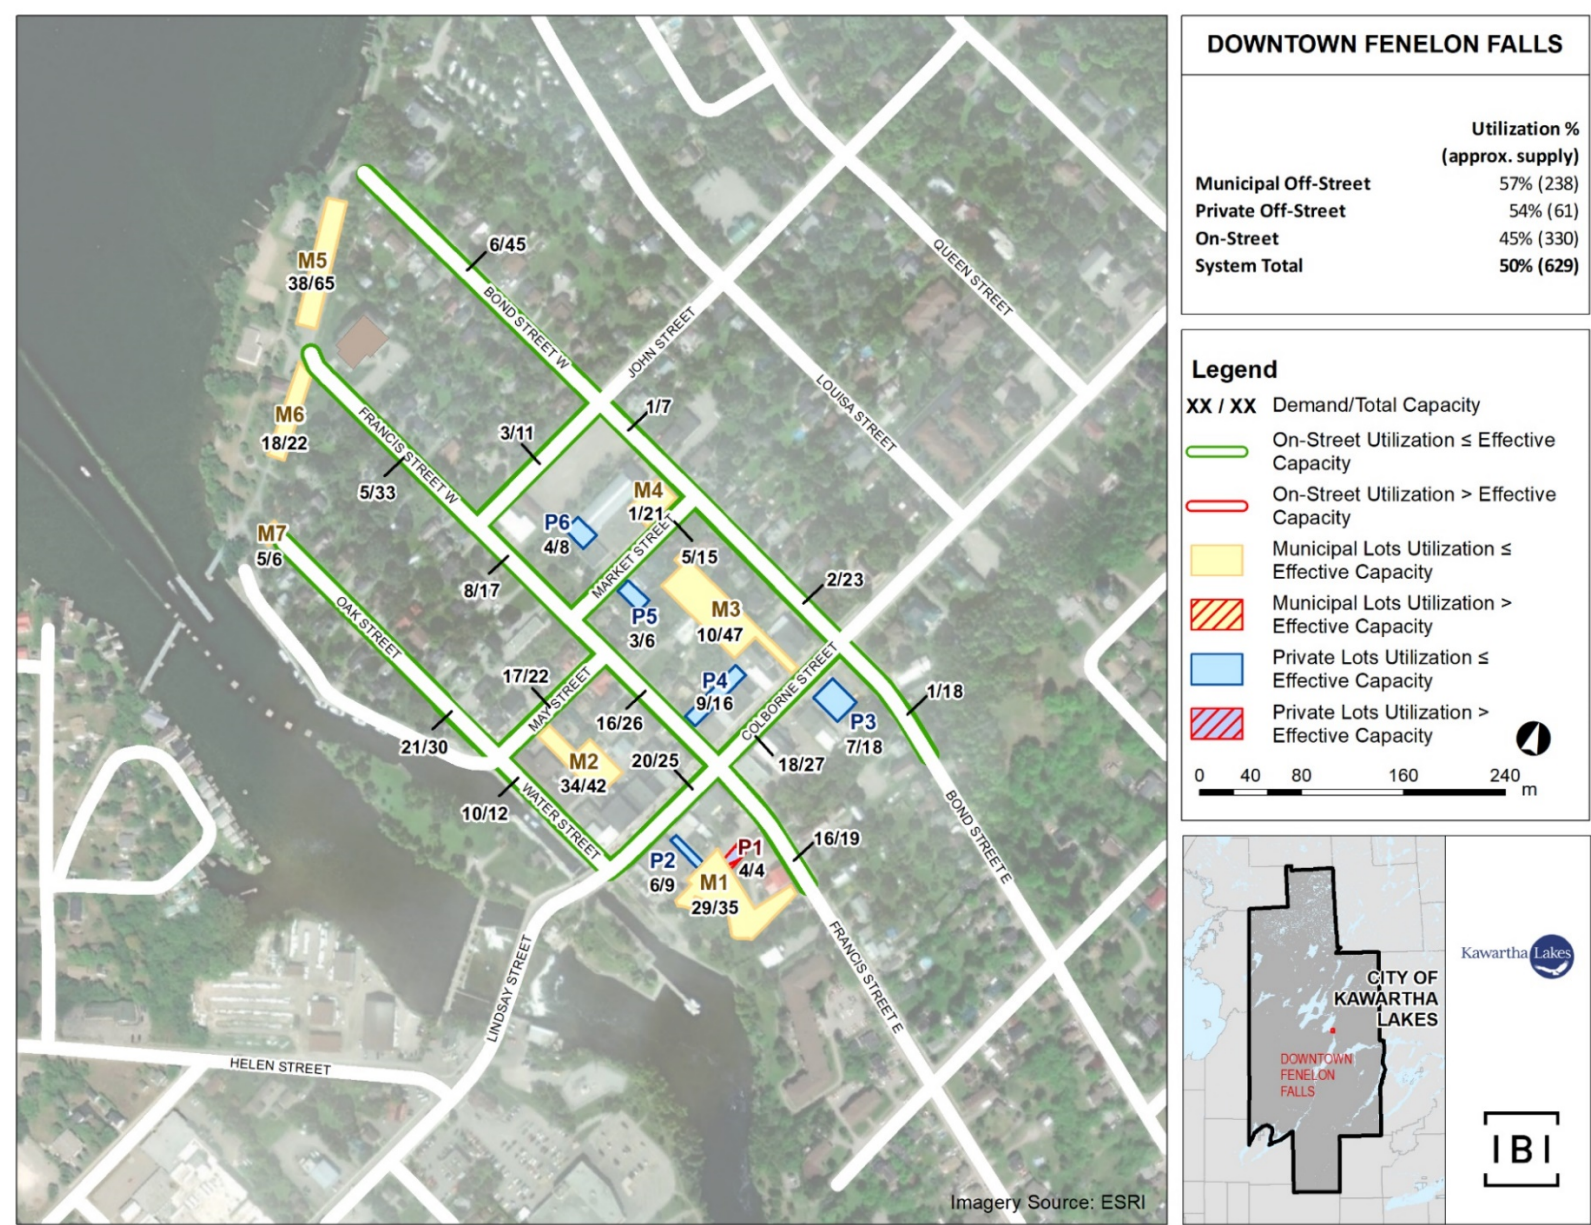 6/45
M5
38/65
BOND STREET W
QUEEN STREET
JOHN STREET
LOUISA STREET
M6
18/22
FRANCIS STREET W
1/7
3/11
5/33
M4
1/21
P6
4/8
M7
5/6
MARKET STREET
5/15
8/17
2/23
P5
3/6
M3
10/47
OAK STREET
17/22
MAY STREET
16/26
P4
9/16
COLBORNE STREET
1/18
P3
7/18
21/30
M2
34/42
20/25
18/27
10/12
WATER STREET
BOND STREET E
P2
6/9
P1
4/4
16/19
M1
29/35
FRANCIS STREET E
LINDSAY STREET
HELEN STREET
Imagery Source: ESRI
DOWNTOWN FENELON FALLS
Utilization %
(approx. supply)
Municipal Off-Street 57% (238)
Private Off-Street 54% (61)
On-Street 45% (330)
System Total 50% (629)
Legend
XX / XX Demand/Total Capacity
On-Street Utilization ≤ Effective
Capacity
On-Street Utilization > Effective
Capacity
Municipal Lots Utilization ≤
Effective Capacity
Municipal Lots Utilization >
Effective Capacity
Private Lots Utilization ≤
Effective Capacity
Private Lots Utilization >
Effective Capacity
0 40 80 160 240
m
CITY OF
KAWARTHA
LAKES
DOWNTOWN
FENELON
FALLS
Kawartha Lakes
IBI